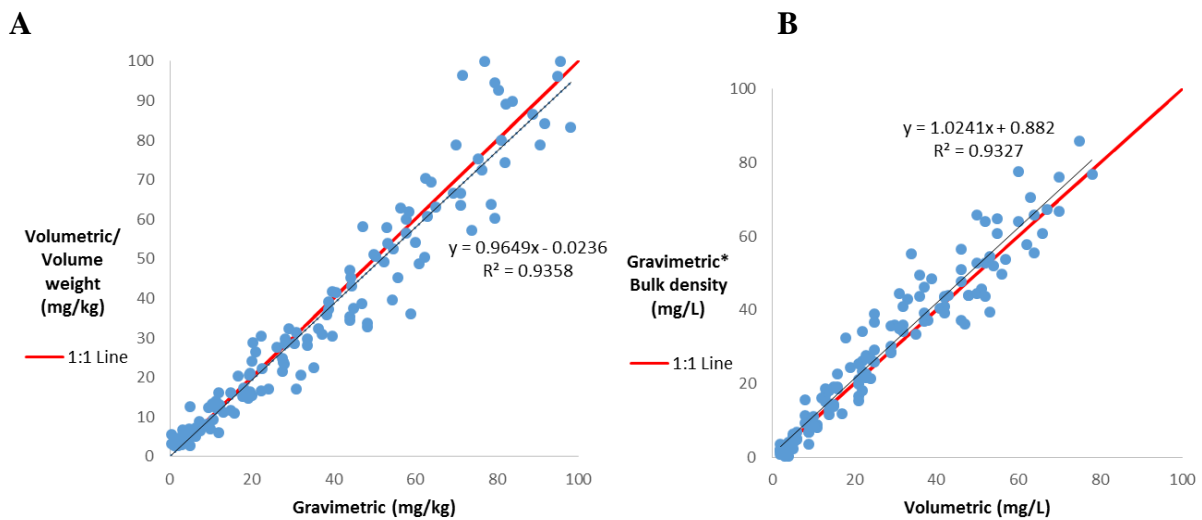 A
100
90
80
70
60
50
40
30
20
10
0
0 20 40 60 80 100
Volumetric/
Volume
weight
(mg/kg)
1:1 Line
y = 0.9649x - 0.0236
R² = 0.9358
Gravimetric (mg/kg)
B
100
80
60
40
20
0
0 20 40 60 80 100
Gravimetric*
Bulk density
(mg/L)
1:1 Line
y = 1.0241x + 0.882
R² = 0.9327
Volumetric (mg/L)